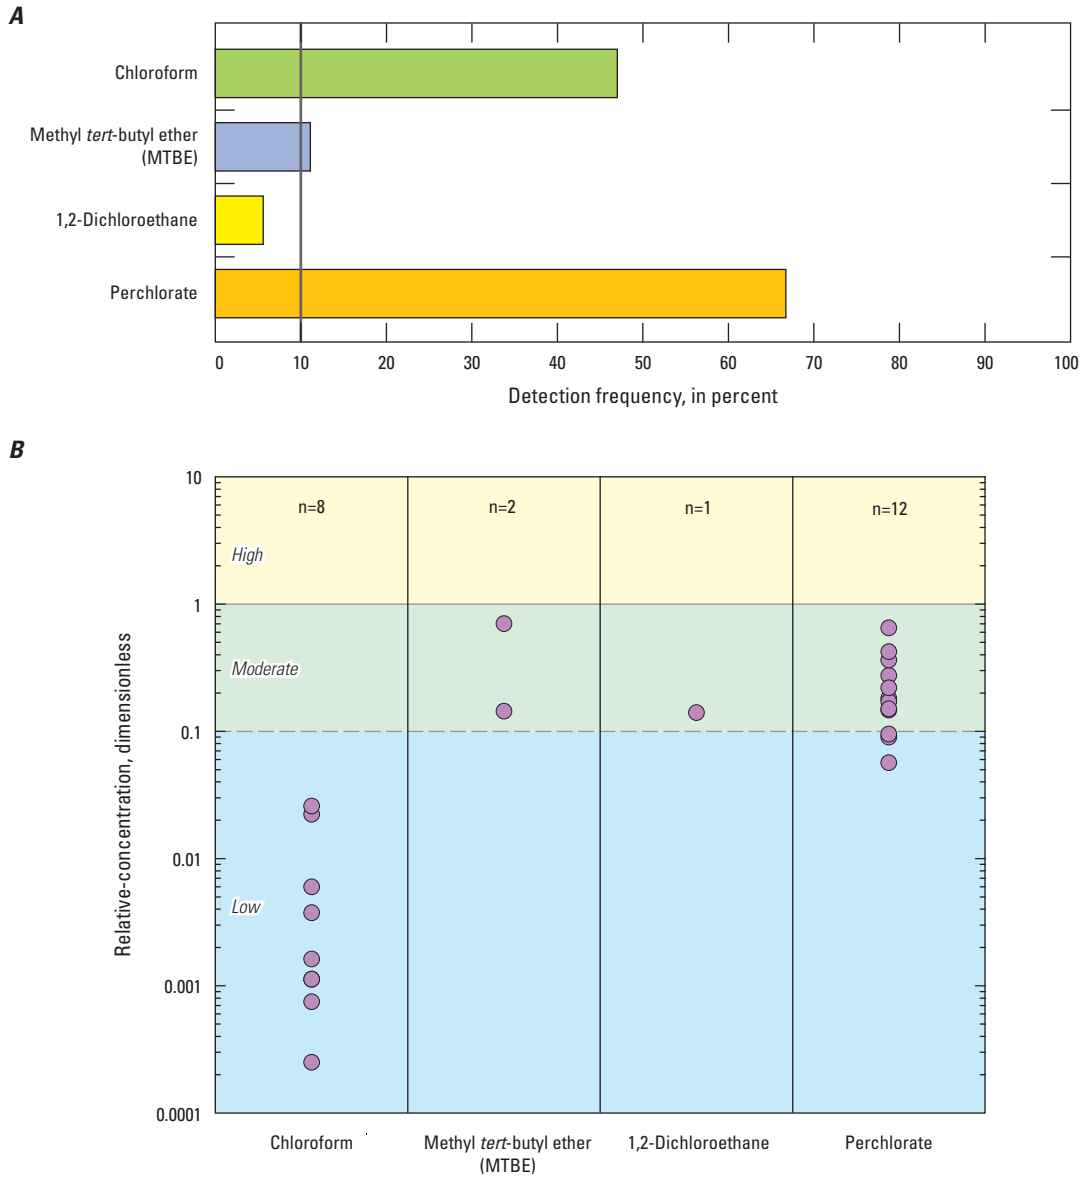 A
Chloroform
Methyl tert-butyl ether
(MTBE)
1,2-Dichloroethane
Perchlorate
0 10 20 30 40 50 60 70 80 90 100
Detection frequency, in percent
B
Relative-concentration, dimensionless
10
1
0.1
0.01
0.001
0.0001
n=8 n=2 n=1 n=12
High
Moderate
Low
Chloroform Methyl tert-butyl ether 1,2-Dichloroethane Perchlorate
(MTBE)